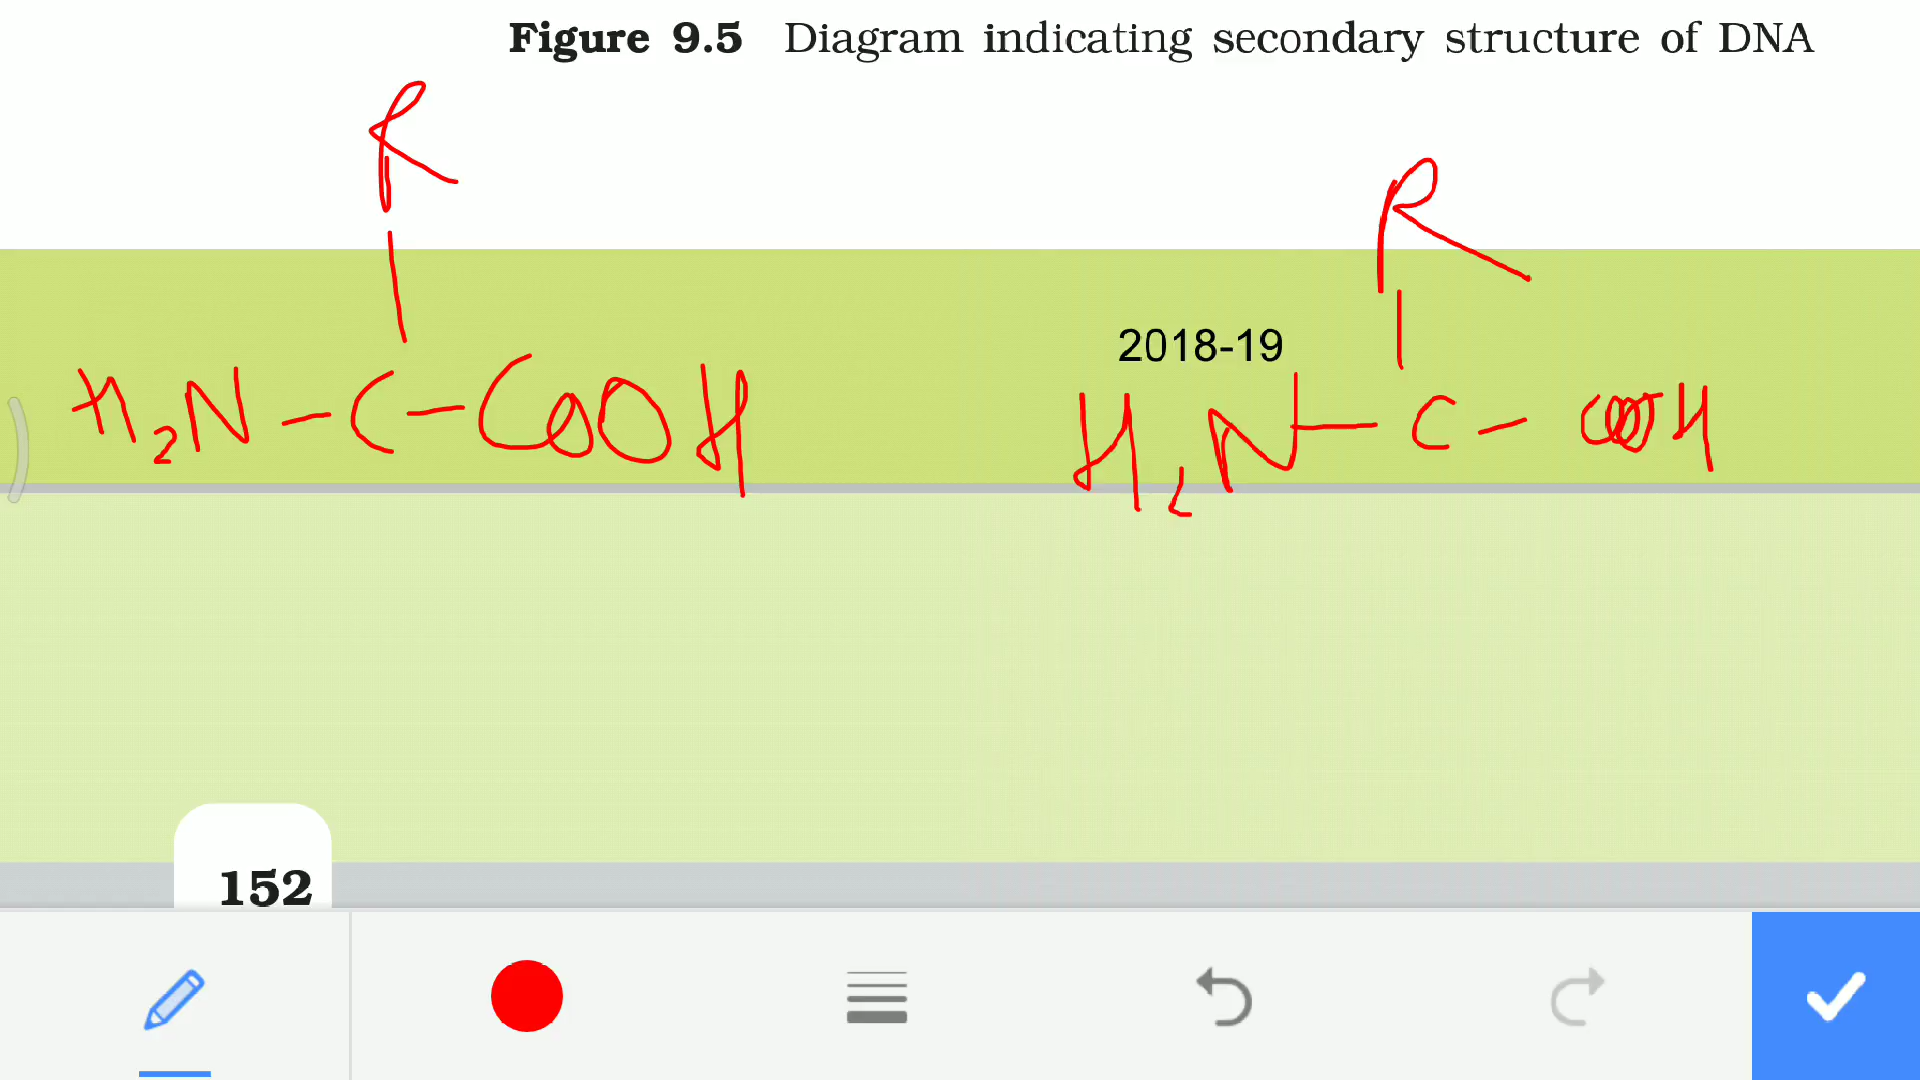 Figure 9.5 Diagram indicating secondary structure of DNA
R
R
2018-19
H2N-C-COOH
H2N-C-COOH
152